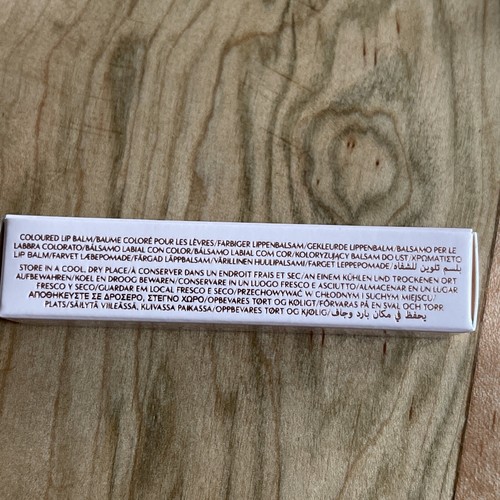 COLOURED LIP BALM/BAUME COLORÉ POUR LES LÈVRES/FARBIGER LIPPENBALSAM/GEKLEURDE LIPPENBALM/BALSAMO PER LE
LABBRA COLORATO/BÁLSAMO LABIAL CON COLOR/BÁLSAMO LABIAL COM COR/KOLORYZUJĄCY BALSAM DO UST/ΧΡΩΜΑΤΙΣΤΟ
LIP BALM/FARVET LÆBEPOMADE/FÄRGAD LÄPPBALSAM/VÄRILLINEN HUULIPALSAMI/FARGET LEPPEPOMADE/بلسم تلوين للشفاه
STORE IN A COOL, DRY PLACE/À CONSERVER DANS UN ENDROIT FRAIS ET SEC/AN EINEM KÜHLEN UND TROCKENEN ORT
AUFBEWAHREN/KOEL EN DROOG BEWAREN/CONSERVARE IN UN LUOGO FRESCO E ASCIUTTO/ALMACENAR EN UN LUGAR
FRESCO Y SECO/GUARDAR EM LOCAL FRESCO E SECO/PRZECHOWYWAĆ W CHŁODNYM I SUCHYM MIEJSCU/
ΑΠΟΘΗΚΕΥΣΤΕ ΣΕ ΔΡΟΣΕΡΟ, ΣΤΕΓΝΟ ΧΩΡΟ/OPBEVARES TØRT OG KØLIGT/FÖRVARAS PÅ EN SVAL OCH TORR
PLATS/SÄILYTÄ VIILEÄSSÄ, KUIVASSA PAIKASSA/OPPBEVARES TØRT OG KJØLIG/يحفظ في مكان بارد وجاف